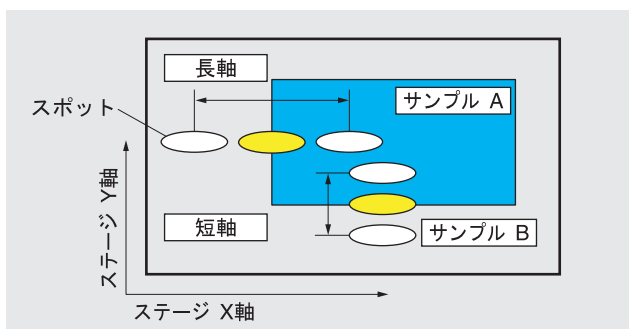 長軸
サンプル A
スポット
短軸
サンプル B
ステージ Y軸
ステージ X軸